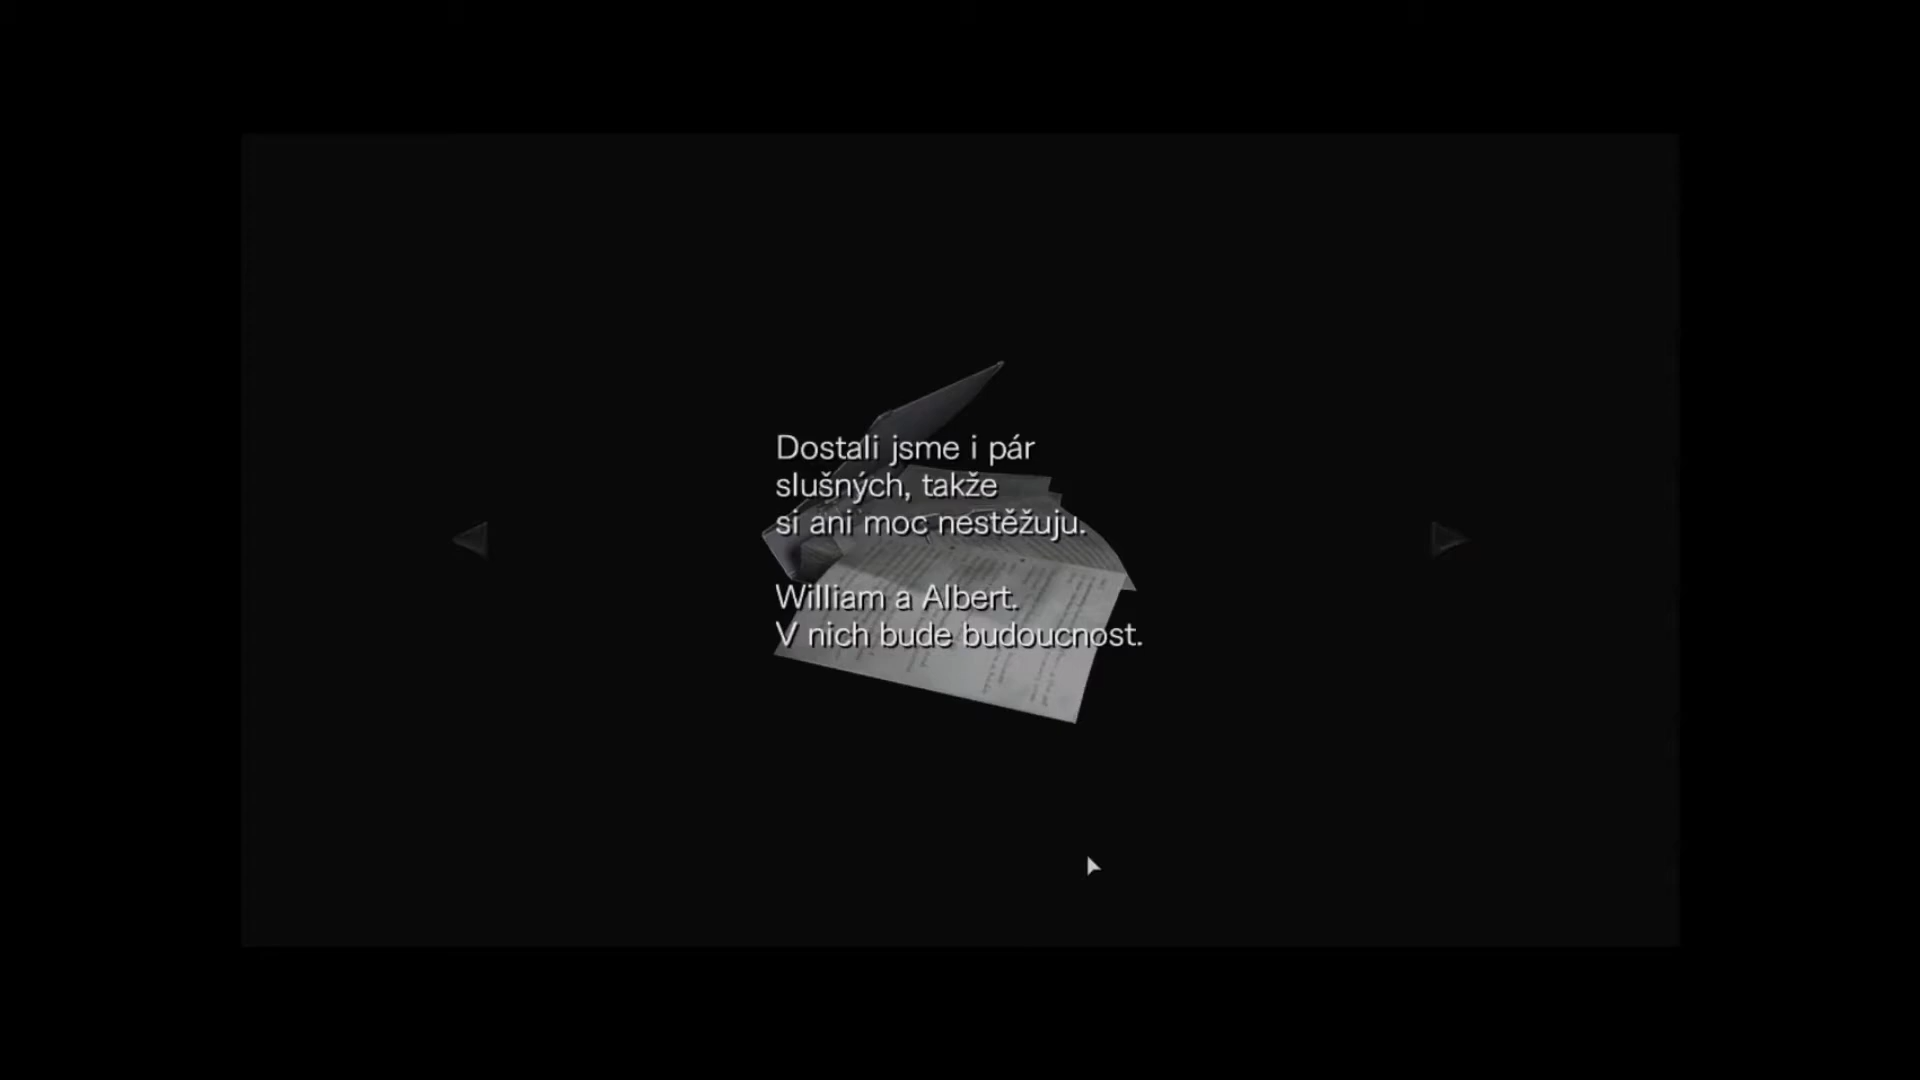 Dostali jsme i pár
slušných, takže
si ani moc nestěžuju.
William a Albert.
V nich bude budoucnost.